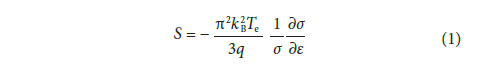 S = − π²k_B²T_e / 3q 1/σ ∂σ/∂ε (1)